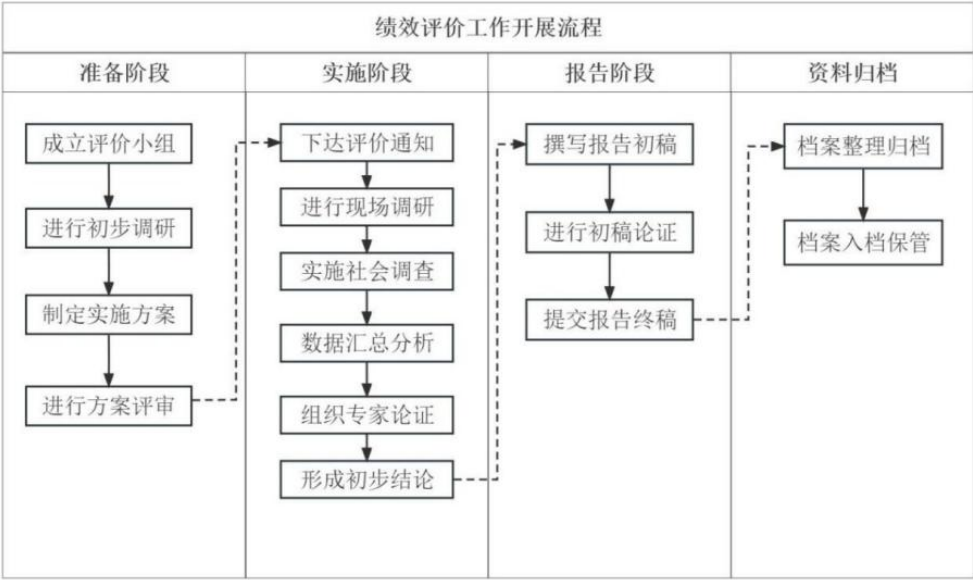 绩效评价工作开展流程
准备阶段
实施阶段
报告阶段
资料归档
成立评价小组
进行初步调研
制定实施方案
进行方案评审
下达评价通知
进行现场调研
实施社会调查
数据汇总分析
组织专家论证
形成初步结论
撰写报告初稿
进行初稿论证
提交报告终稿
档案整理归档
档案入档保管